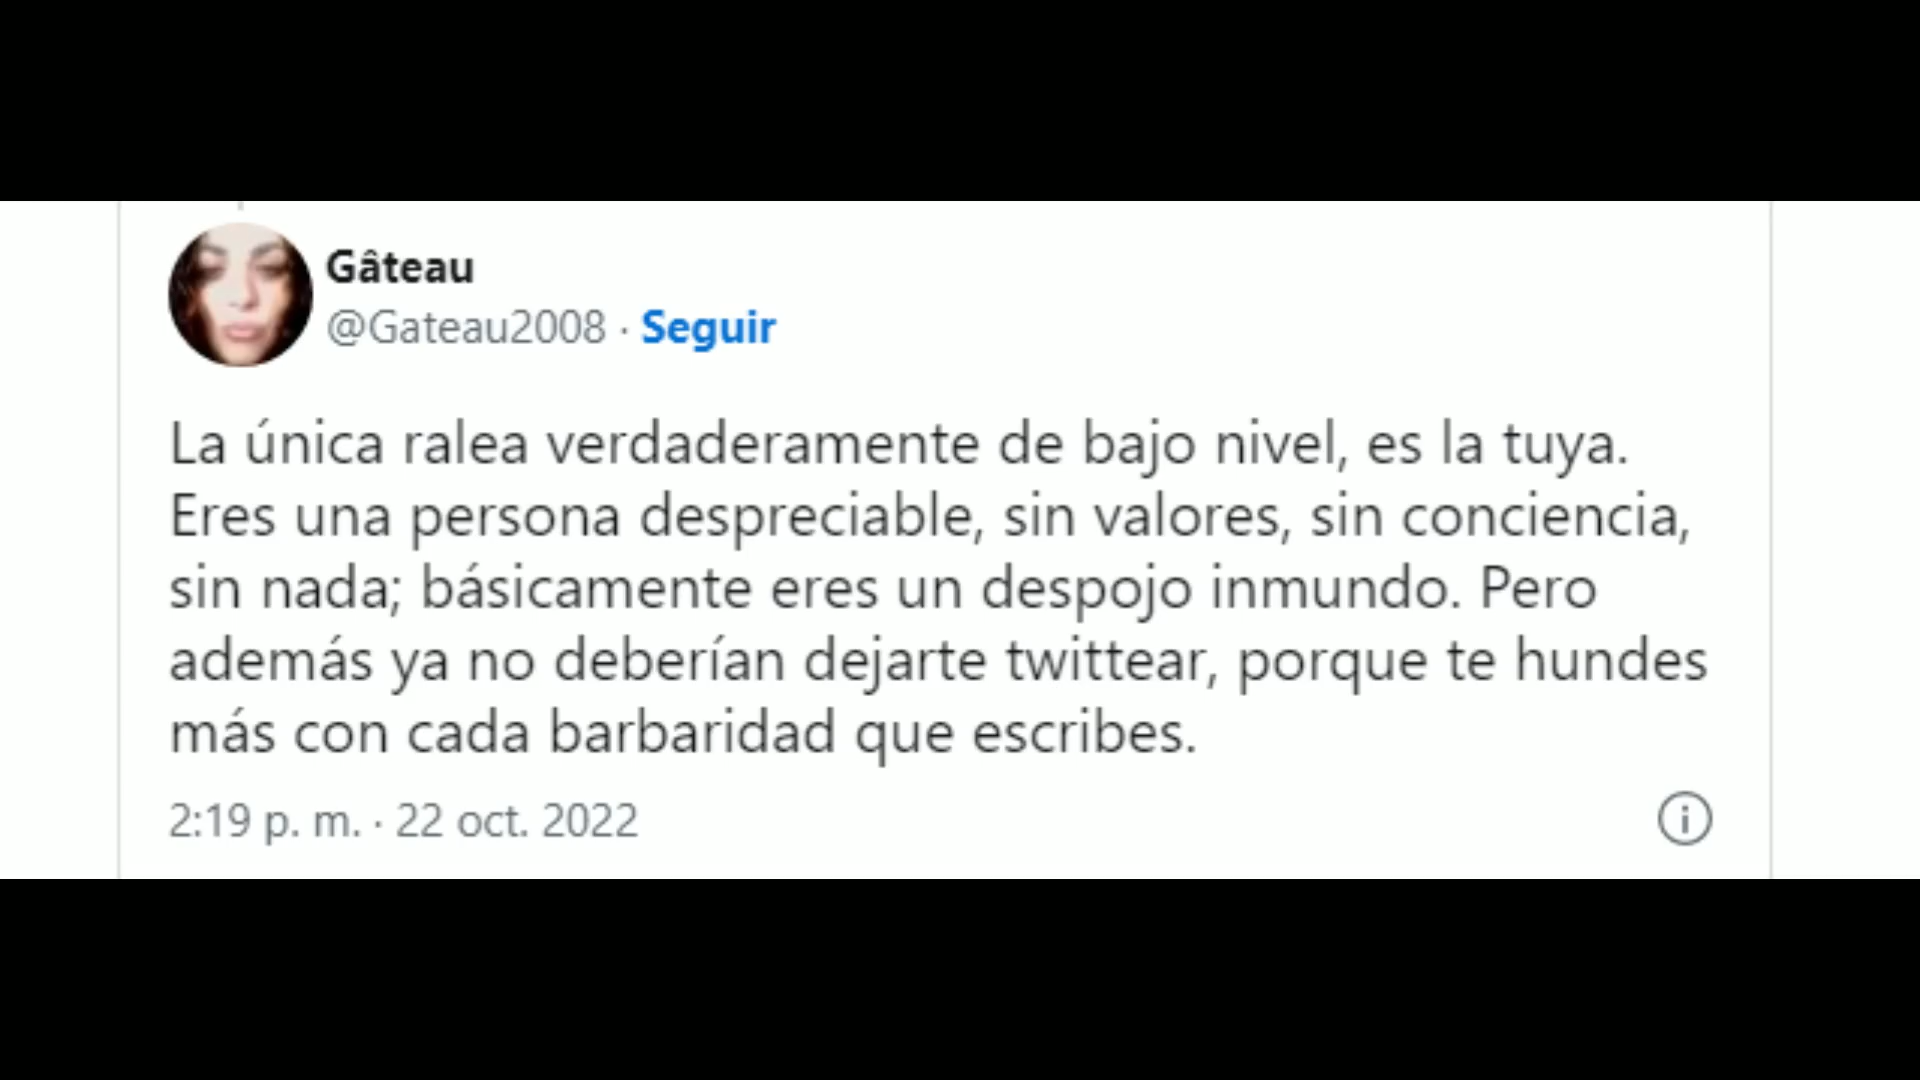 Gâteau
@Gateau2008 · Seguir
La única ralea verdaderamente de bajo nivel, es la tuya.
Eres una persona despreciable, sin valores, sin conciencia,
sin nada; básicamente eres un despojo inmundo. Pero
además ya no deberían dejarte twittear, porque te hundes
más con cada barbaridad que escribes.
2:19 p. m. · 22 oct. 2022